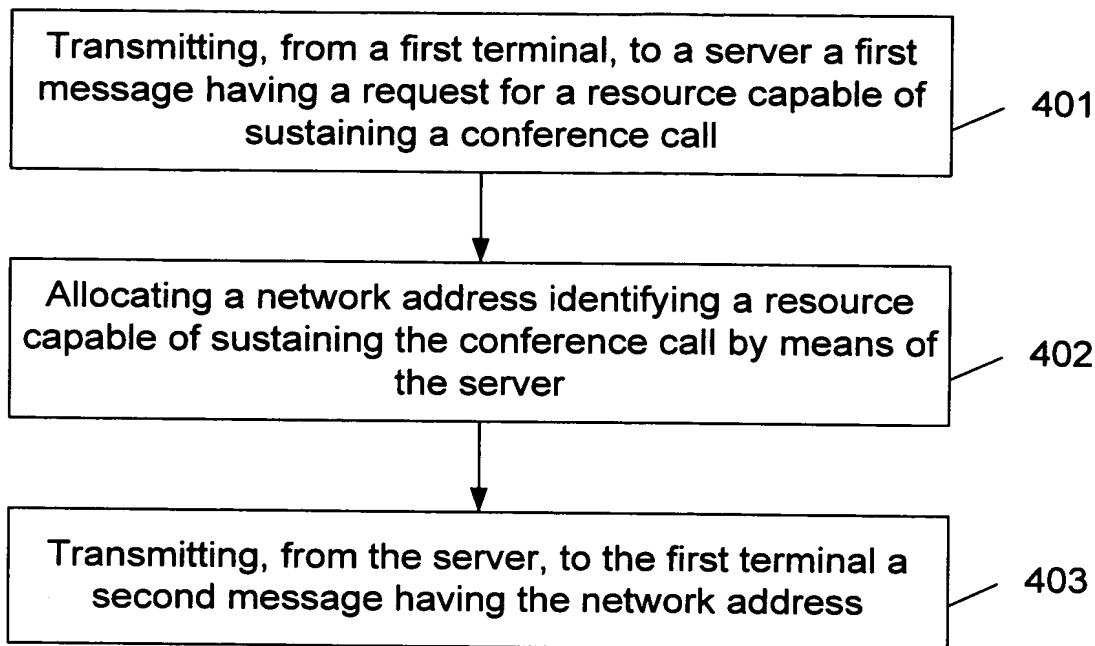 Transmitting, from a first terminal, to a server a first
message having a request for a resource capable of
sustaining a conference call
401
Allocating a network address identifying a resource
capable of sustaining the conference call by means of
the server
402
Transmitting, from the server, to the first terminal a
second message having the network address
403